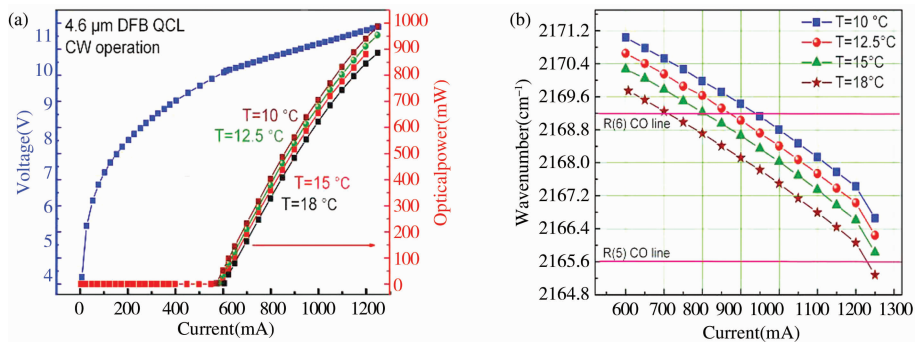 (a)
4.6 μm DFB QCL
CW operation
Voltage(V)
11
10
9
8
7
6
5
4
0 200 400 600 800 1000 1200
Current(mA)
T=10 °C
T=12.5 °C
T=15 °C
T=18 °C
1000
900
800
700
600
500
400
300
200
100
0
Opticalpower(mW)
(b)
Wavenumber(cm⁻¹)
2171.2
2170.4
2169.6
2168.8
2168.0
2167.2
2166.4
2165.6
2164.8
T=10 °C
T=12.5°C
T=15°C
T=18°C
R(6) CO line
R(5) CO line
500 600 700 800 900 1000 1100 1200 1300
Current(mA)